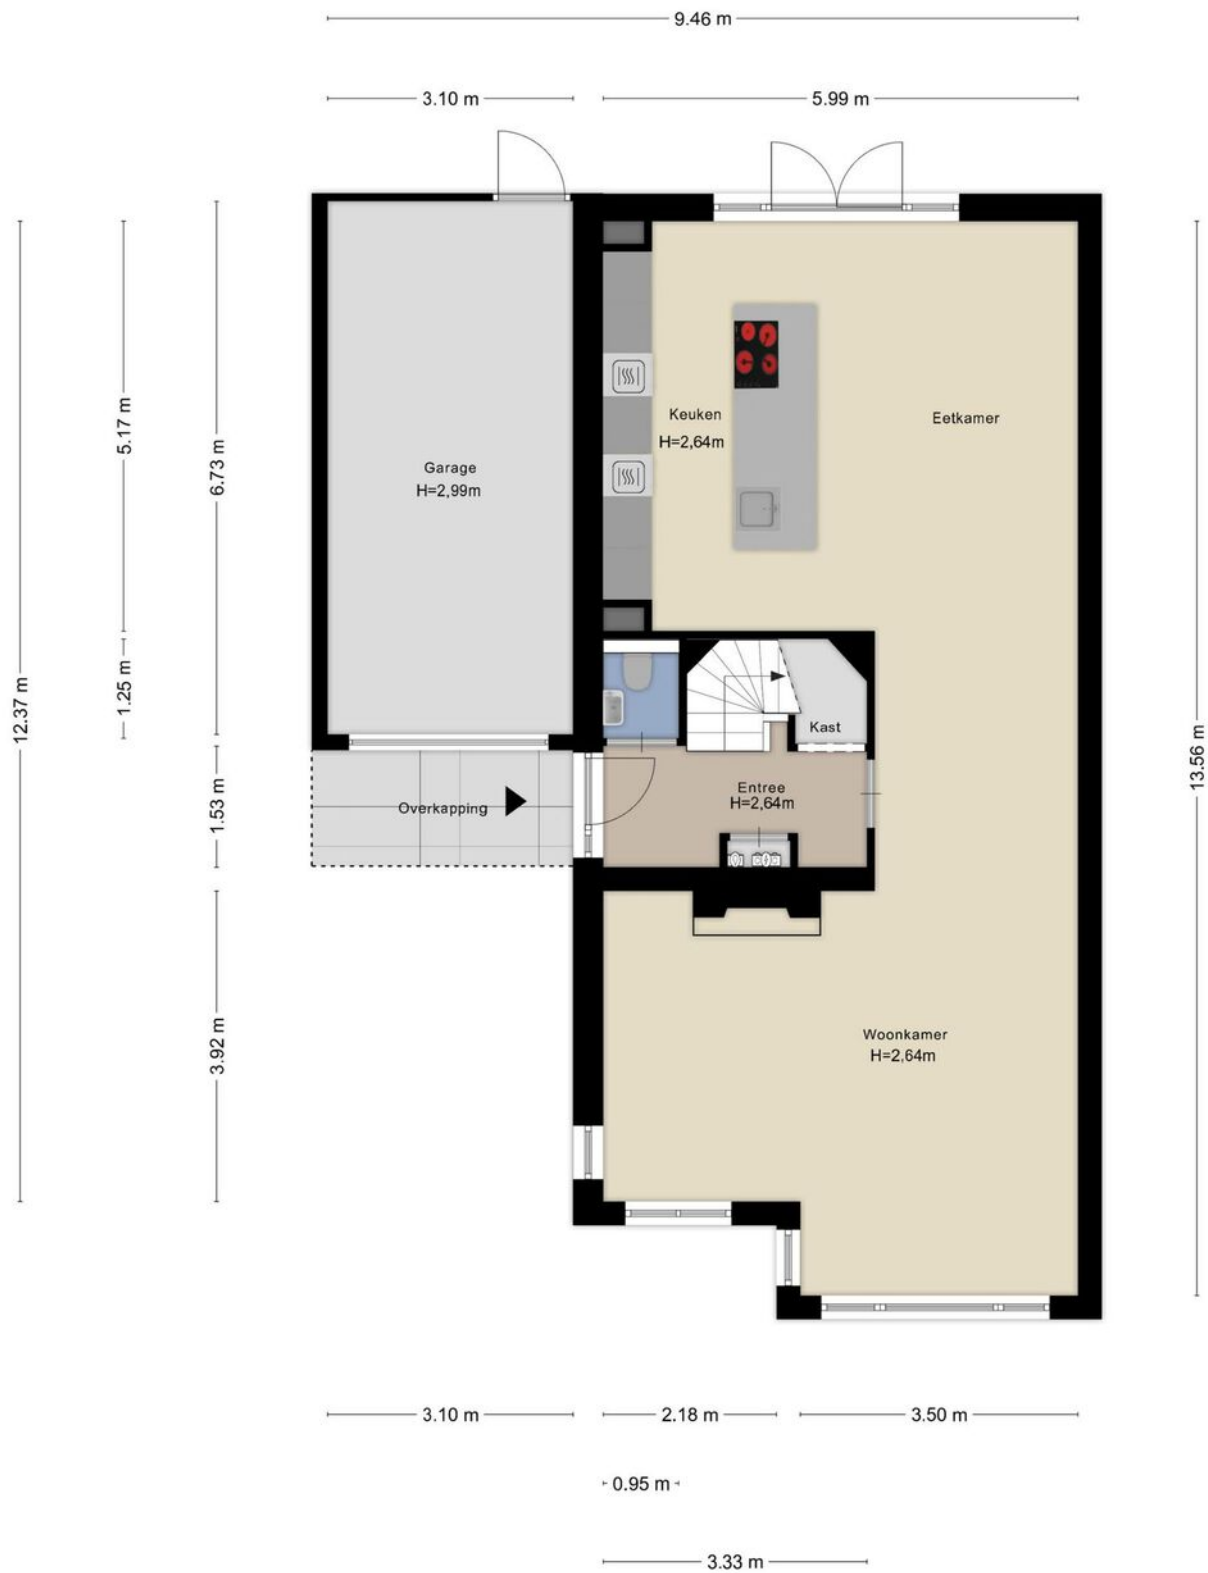 9.46 m
3.10 m
5.99 m
5.17 m
6.73 m
Keuken
H=2,64m
Eetkamer
Garage
H=2,99m
12.37 m
1.25 m
Kast
13.56 m
1.53 m
Overkapping
Entree
H=2,64m
3.92 m
Woonkamer
H=2,64m
3.10 m
2.18 m
3.50 m
0.95 m
3.33 m